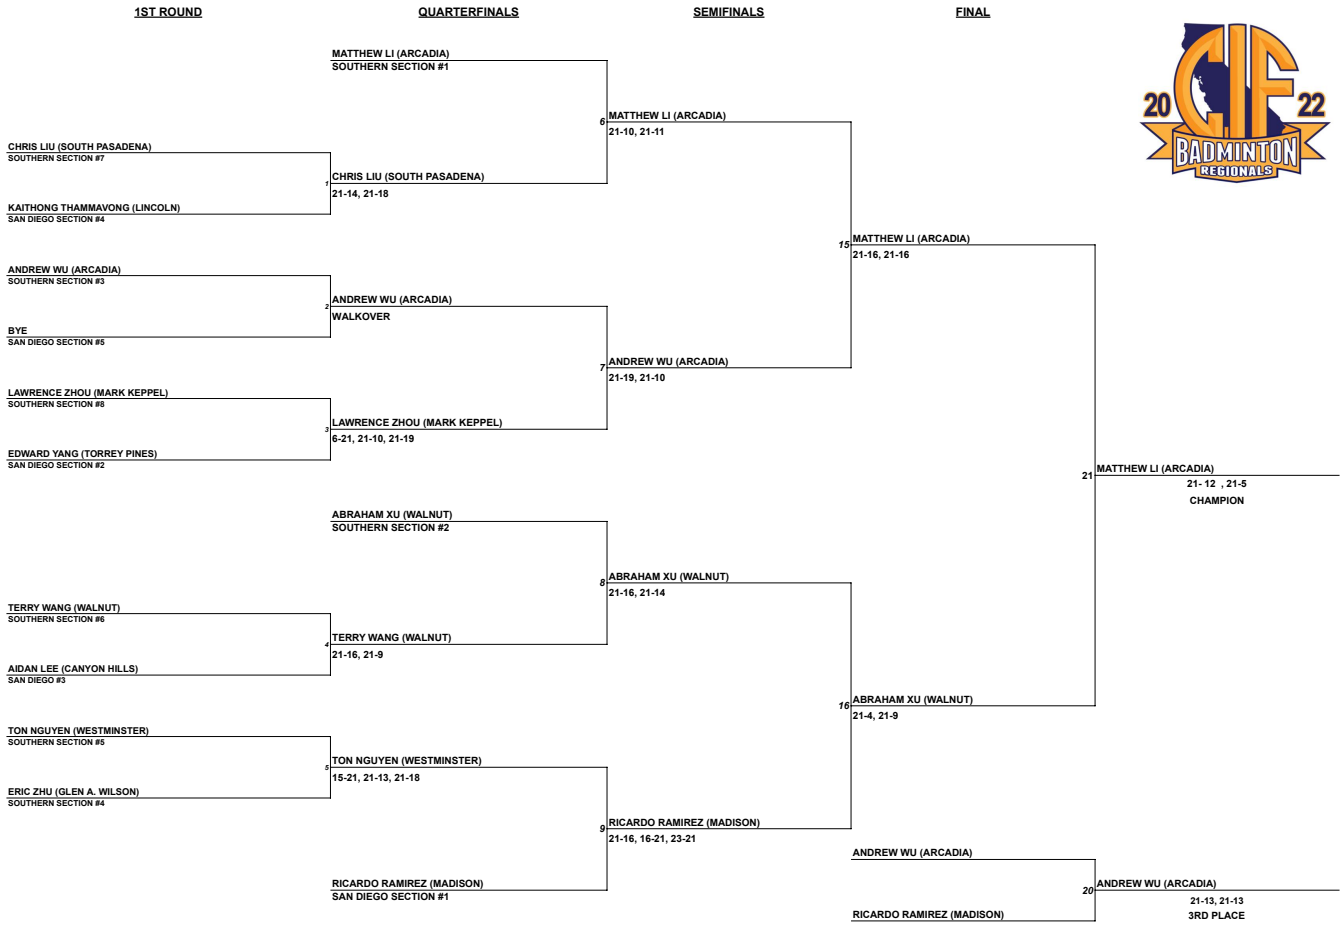 1ST ROUND
QUARTERFINALS
SEMIFINALS
FINAL
20 CIF 22
BADMINTON
REGIONALS
MATTHEW LI (ARCADIA)
SOUTHERN SECTION #1
6 MATTHEW LI (ARCADIA)
21-10, 21-11
CHRIS LIU (SOUTH PASADENA)
SOUTHERN SECTION #7
1 CHRIS LIU (SOUTH PASADENA)
21-14, 21-18
KAITHONG THAMMAVONG (LINCOLN)
SAN DIEGO SECTION #4
15 MATTHEW LI (ARCADIA)
21-16, 21-16
ANDREW WU (ARCADIA)
SOUTHERN SECTION #3
2 ANDREW WU (ARCADIA)
WALKOVER
BYE
SAN DIEGO SECTION #5
7 ANDREW WU (ARCADIA)
21-19, 21-10
LAWRENCE ZHOU (MARK KEPPEL)
SOUTHERN SECTION #8
3 LAWRENCE ZHOU (MARK KEPPEL)
6-21, 21-10, 21-19
EDWARD YANG (TORREY PINES)
SAN DIEGO SECTION #2
21 MATTHEW LI (ARCADIA)
21- 12 , 21-5
CHAMPION
ABRAHAM XU (WALNUT)
SOUTHERN SECTION #2
8 ABRAHAM XU (WALNUT)
21-16, 21-14
TERRY WANG (WALNUT)
SOUTHERN SECTION #6
4 TERRY WANG (WALNUT)
21-16, 21-9
AIDAN LEE (CANYON HILLS)
SAN DIEGO #3
16 ABRAHAM XU (WALNUT)
21-4, 21-9
TON NGUYEN (WESTMINSTER)
SOUTHERN SECTION #5
5 TON NGUYEN (WESTMINSTER)
15-21, 21-13, 21-18
ERIC ZHU (GLEN A. WILSON)
SOUTHERN SECTION #4
9 RICARDO RAMIREZ (MADISON)
21-16, 16-21, 23-21
RICARDO RAMIREZ (MADISON)
SAN DIEGO SECTION #1
ANDREW WU (ARCADIA)
20 ANDREW WU (ARCADIA)
21-13, 21-13
3RD PLACE
RICARDO RAMIREZ (MADISON)